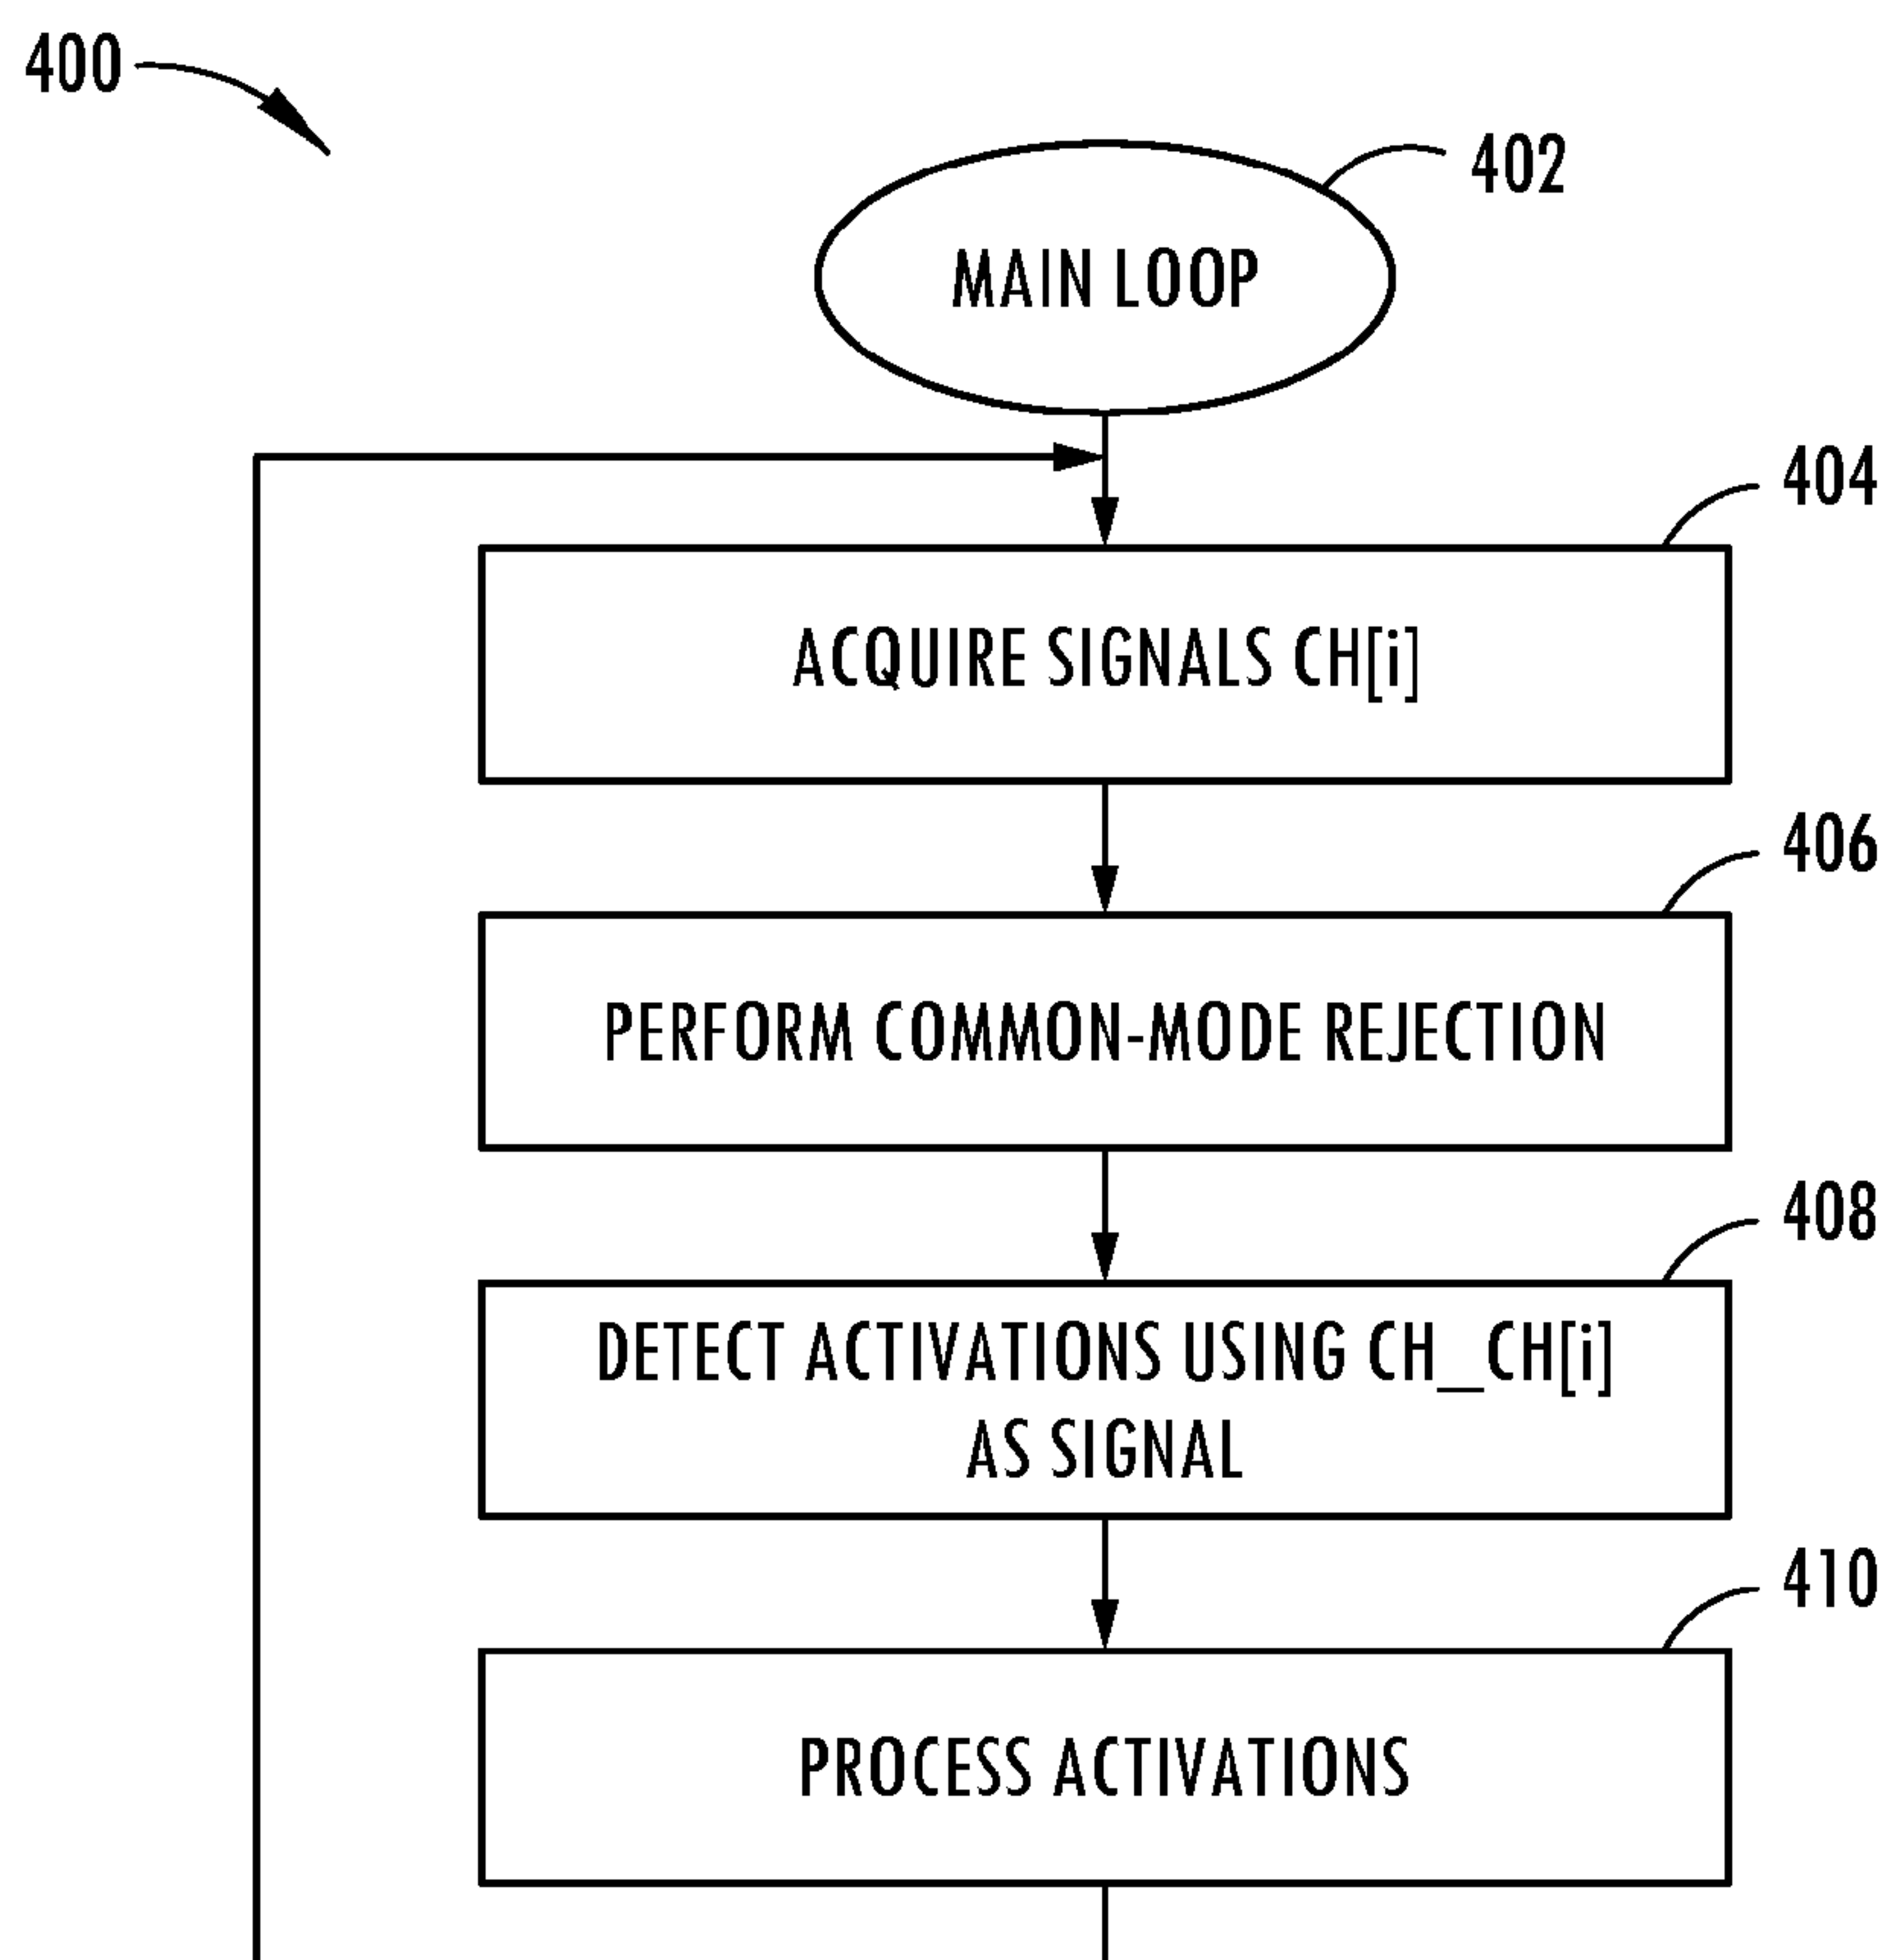 400
402
MAIN LOOP
404
ACQUIRE SIGNALS CH[i]
406
PERFORM COMMON-MODE REJECTION
408
DETECT ACTIVATIONS USING CH_CH[i]
AS SIGNAL
410
PROCESS ACTIVATIONS